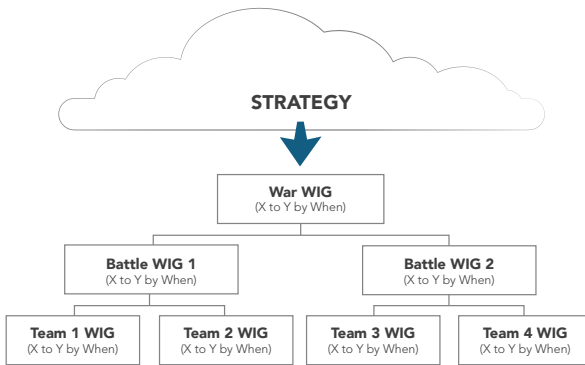 STRATEGY
War WIG
(X to Y by When)
Battle WIG 1
(X to Y by When)
Battle WIG 2
(X to Y by When)
Team 1 WIG
(X to Y by When)
Team 2 WIG
(X to Y by When)
Team 3 WIG
(X to Y by When)
Team 4 WIG
(X to Y by When)